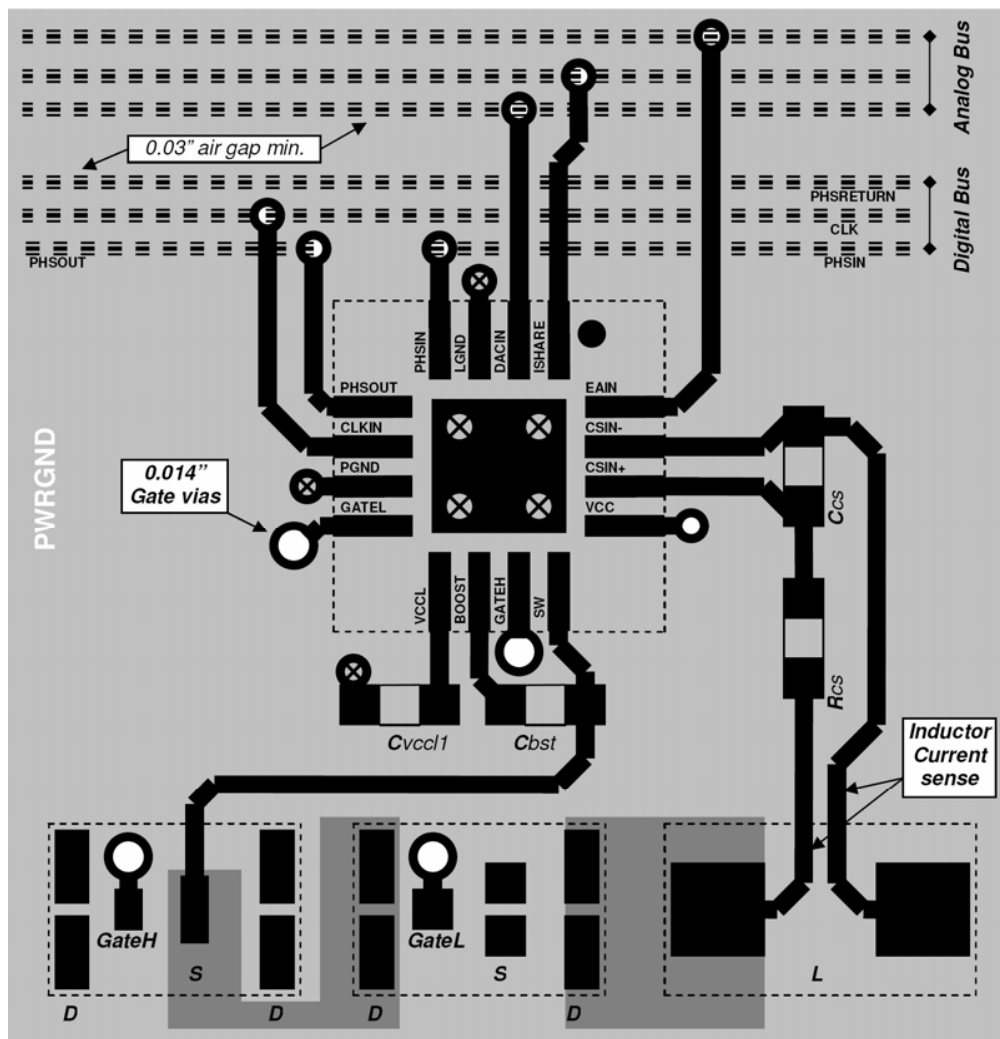 Analog Bus
0.03" air gap min.
PHSRETURN
CLK
Digital Bus
PHSOUT
PHSIN
PHSIN
LGND
DACIN
ISHARE
PHSOUT
CLKIN
PGND
GATEL
EAIN
CSIN-
CSIN+
VCC
PWRGND
0.014"
Gate vias
Ccs
VCCL
BOOST
GATEH
SW
Rcs
Cvccl1
Cbst
Inductor
Current
sense
GateH
S
GateL
S
L
D
D
D
D